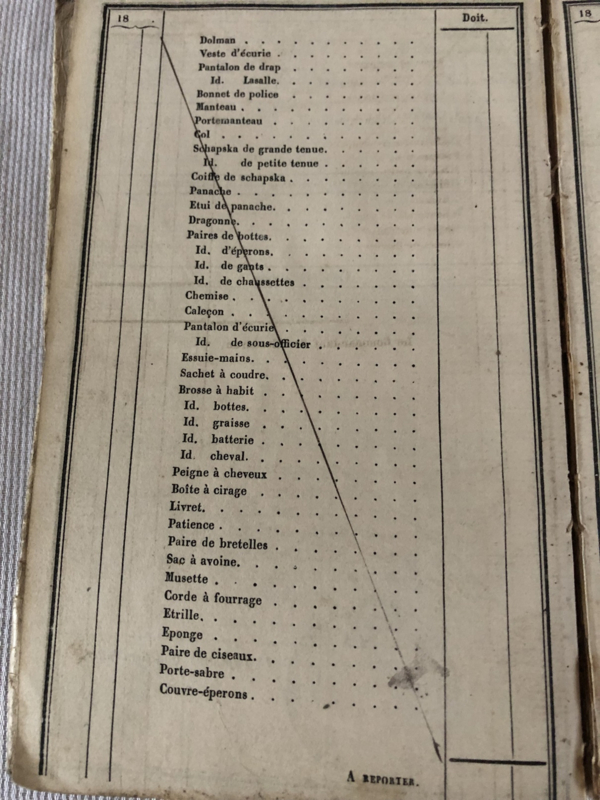 18 . Doit. 18
Dolman . . . . . . . .
Veste d'écurie . . . . . . .
Pantalon de drap . . . . . .
Id. Lasalle. . . . . . .
Bonnet de police . . . . . .
Manteau . . . . . . . .
Portemanteau . . . . . . .
Col . . . . . . . . .
Schapska de grande tenue. . . . .
Id. de petite tenue . . . . .
Coiffe de schapska . . . . . .
Panache . . . . . . . .
Etui de panache. . . . . . .
Dragonne. . . . . . . .
Paires de bottes. . . . . . .
Id. d'éperons. . . . . . .
Id. de gants . . . . . . .
Id. de chaussettes . . . . . .
Chemise . . . . . . . .
Caleçon . . . . . . . .
Pantalon d'écurie . . . . . .
Id. de sous-officier . . . . .
Essuie-mains. . . . . . . .
Sachet à coudre. . . . . . .
Brosse à habit . . . . . . .
Id. bottes. . . . . . . .
Id. graisse . . . . . . .
Id. batterie . . . . . . .
Id cheval. . . . . . . .
Peigne à cheveux . . . . . .
Boîte à cirage . . . . . . .
Livret. . . . . . . . .
Patience . . . . . . . .
Paire de bretelles . . . . . .
Sac à avoine. . . . . . . .
Musette . . . . . . . .
Corde à fourrage . . . . . .
Etrille. . . . . . . . .
Eponge . . . . . . . .
Paire de ciseaux. . . . . . .
Porte-sabre . . . . . . .
Couvre-éperons . . . . . . .
A REPORTER.